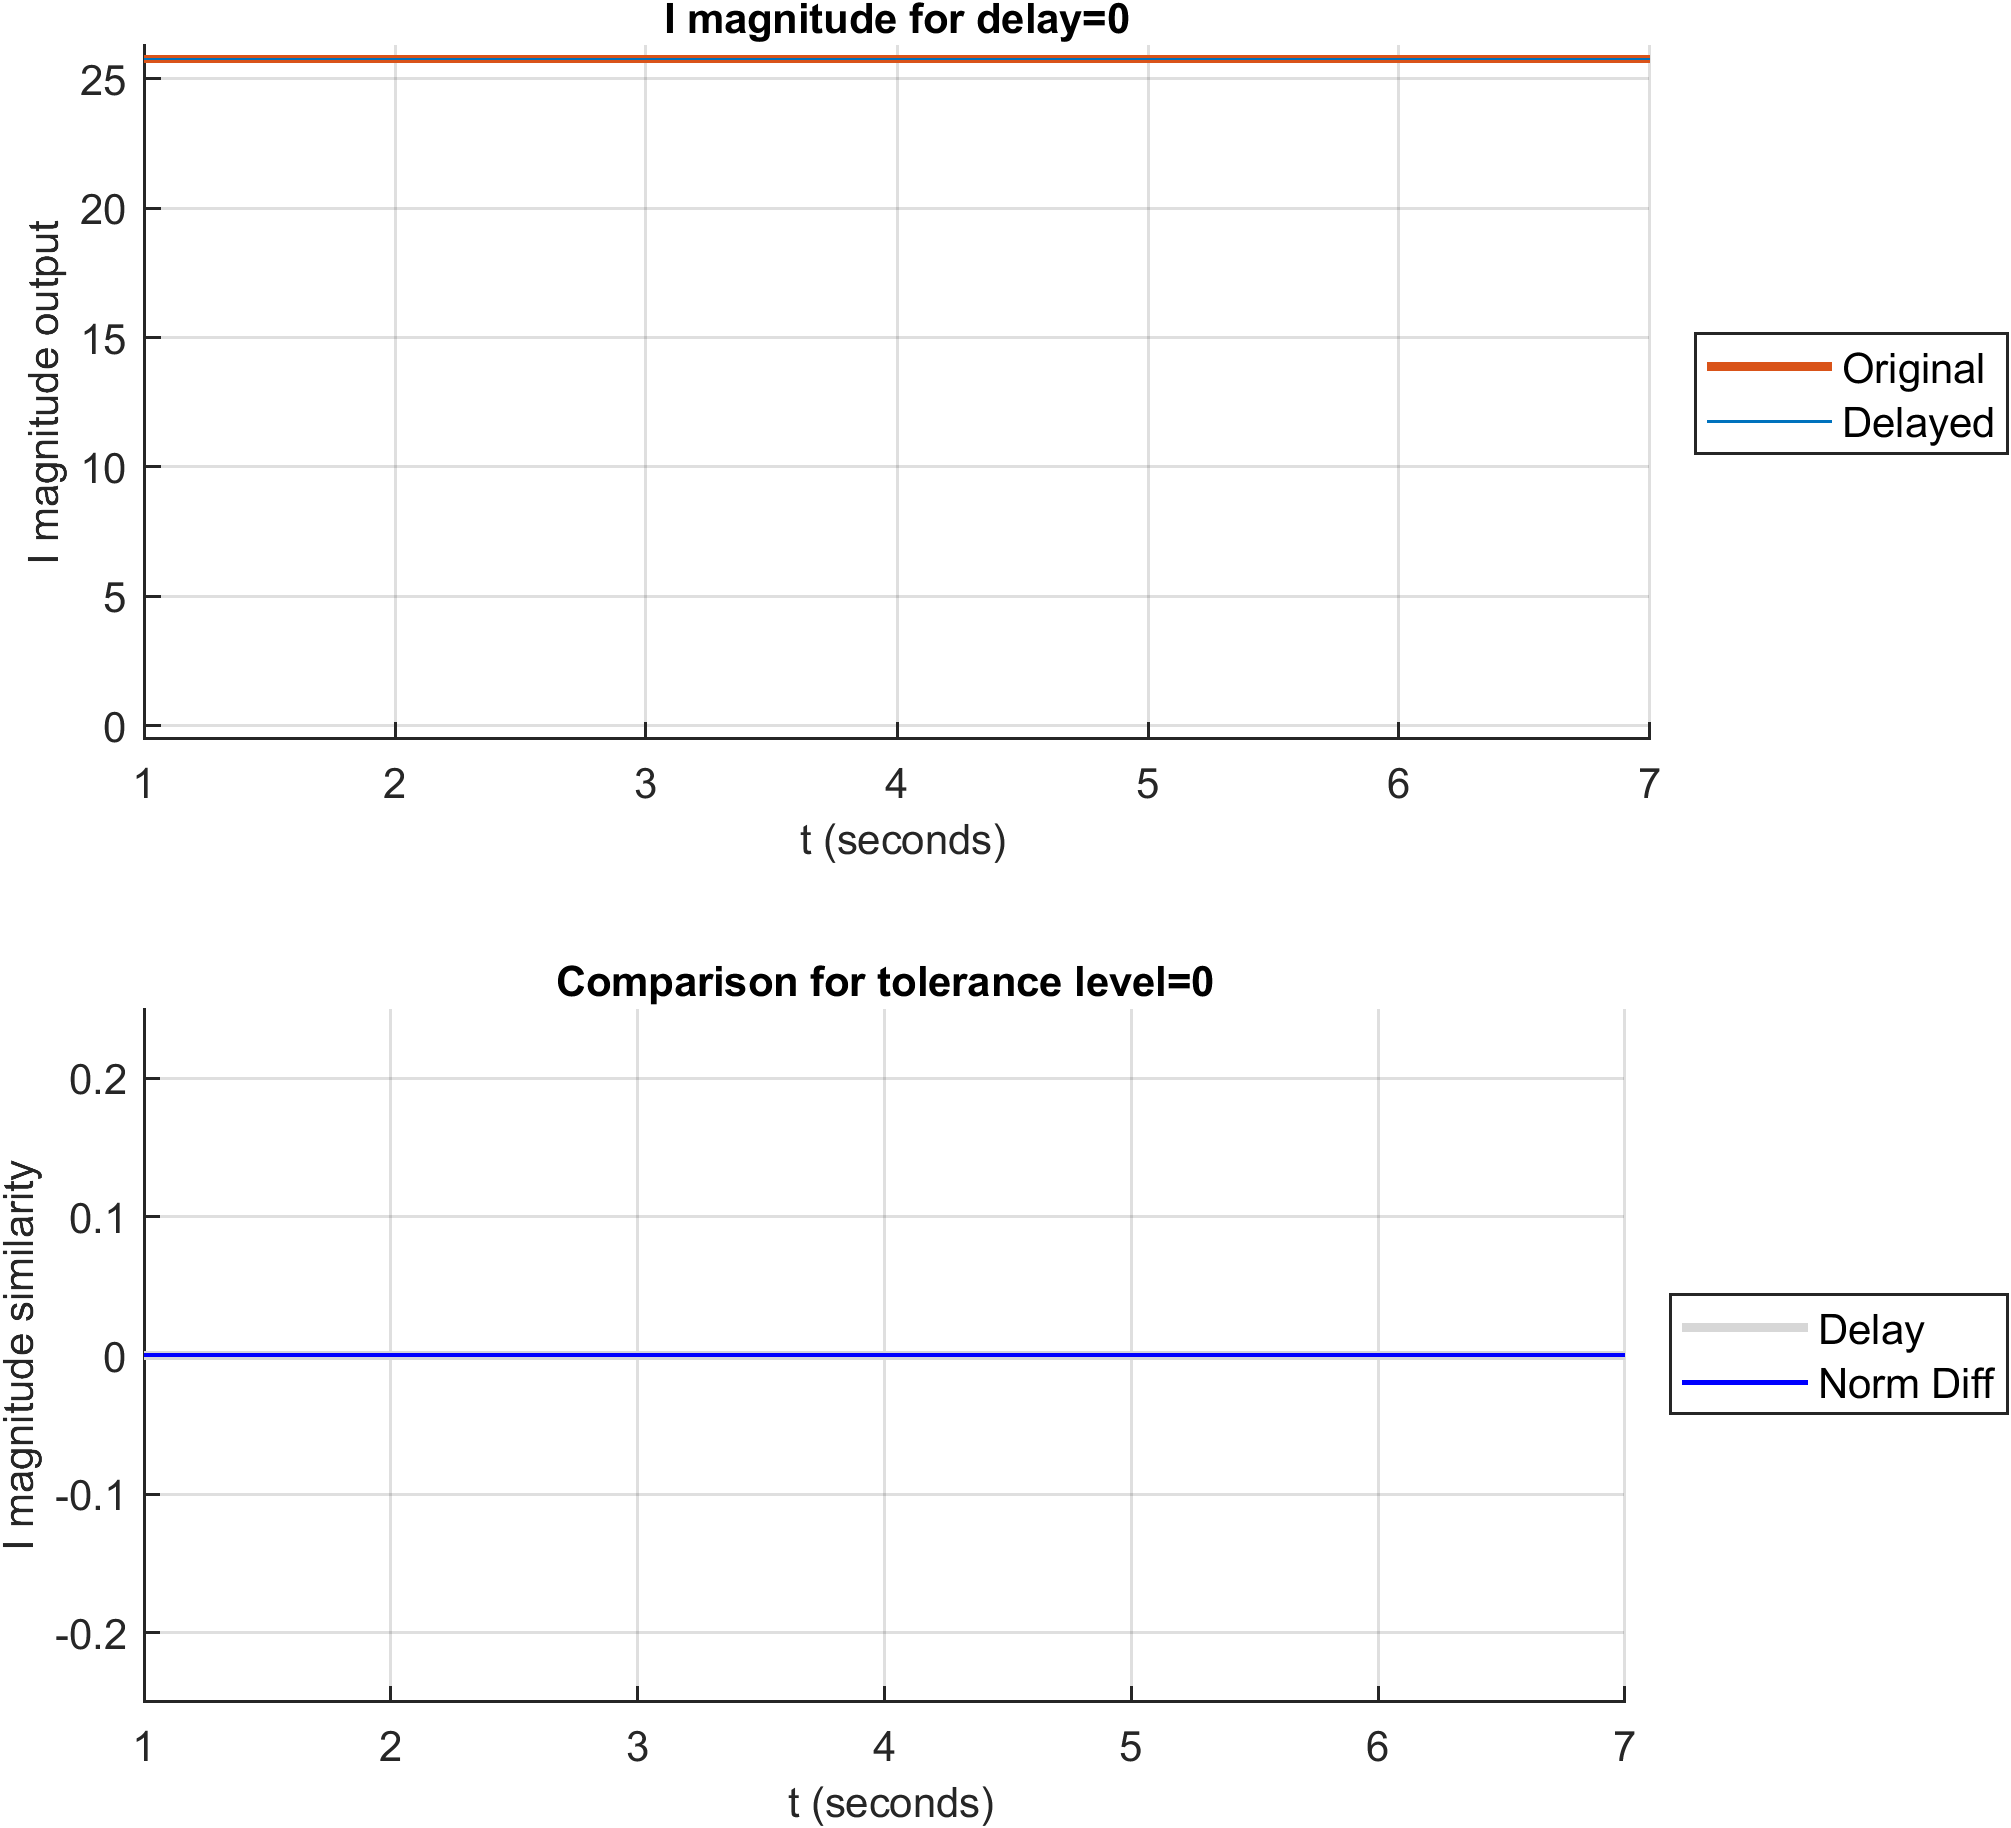 I magnitude for delay=0
I magnitude output
25
20
15
10
5
0
1 2 3 4 5 6 7
t (seconds)
Original
Delayed
Comparison for tolerance level=0
I magnitude similarity
0.2
0.1
0
-0.1
-0.2
1 2 3 4 5 6 7
t (seconds)
Delay
Norm Diff